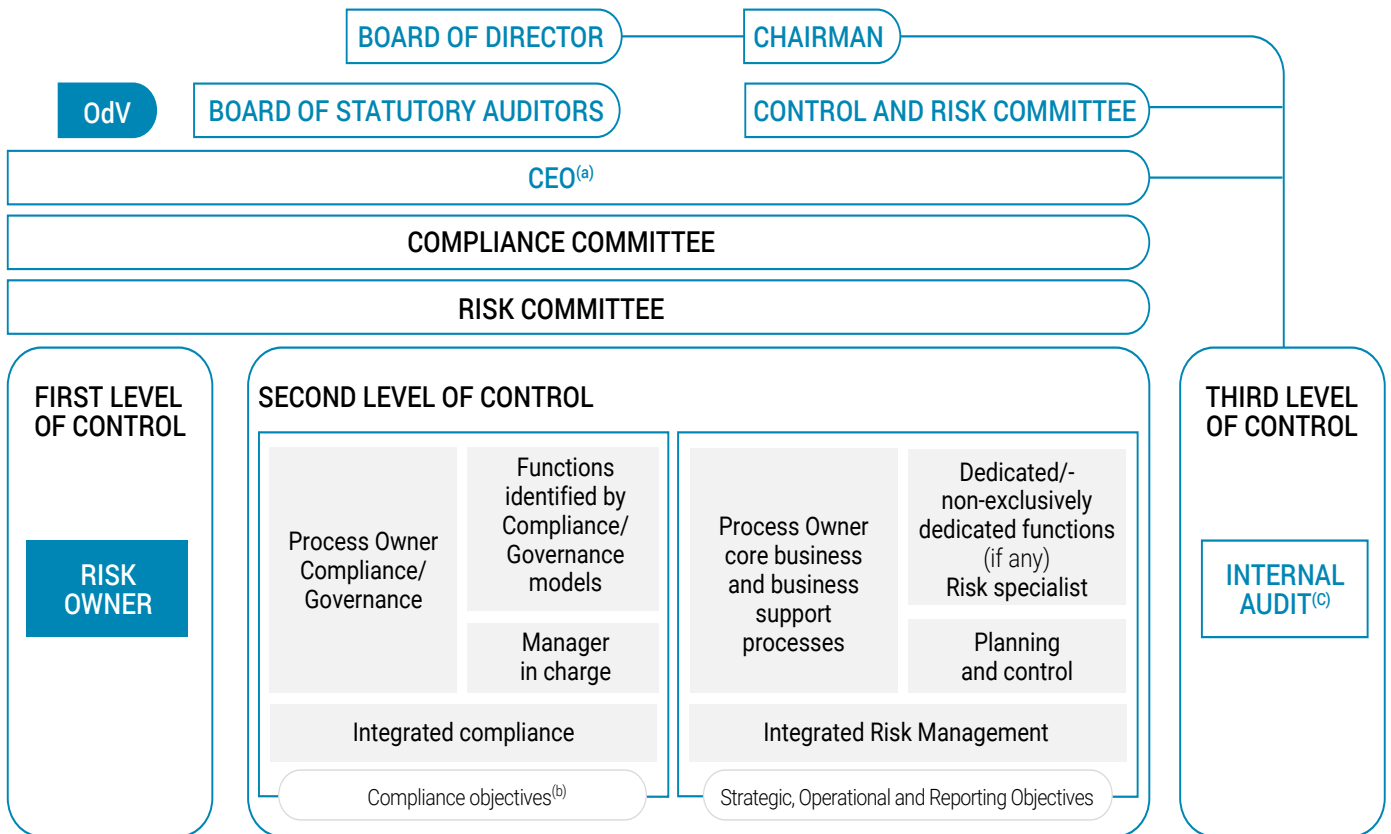 BOARD OF DIRECTOR
CHAIRMAN
OdV
BOARD OF STATUTORY AUDITORS
CONTROL AND RISK COMMITTEE
CEO(a)
COMPLIANCE COMMITTEE
RISK COMMITTEE
FIRST LEVEL
OF CONTROL
RISK
OWNER
SECOND LEVEL OF CONTROL
Process Owner
Compliance/
Governance
Functions
identified by
Compliance/
Governance
models
Manager
in charge
Integrated compliance
Compliance objectives(b)
Process Owner
core business
and business
support
processes
Dedicated/-
non-exclusively
dedicated functions
(if any)
Risk specialist
Planning
and control
Integrated Risk Management
Strategic, Operational and Reporting Objectives
THIRD LEVEL
OF CONTROL
INTERNAL
AUDIT(C)